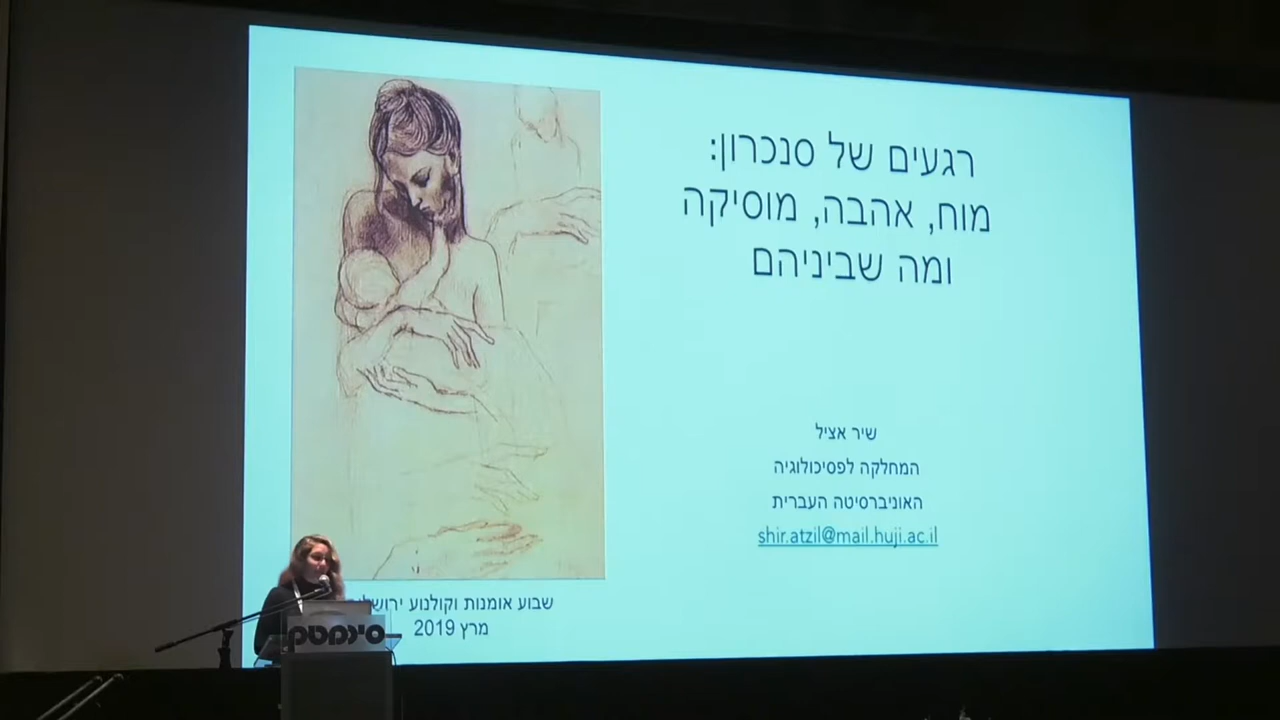 רגעים של סנכרון:
מוח, אהבה, מוסיקה
ומה שביניהם
שיר אציל
המחלקה לפסיכולוגיה
האוניברסיטה העברית
shir.atzil@mail.huji.ac.il
שבוע אומנות וקולנוע
מרץ 2019
סינמטק